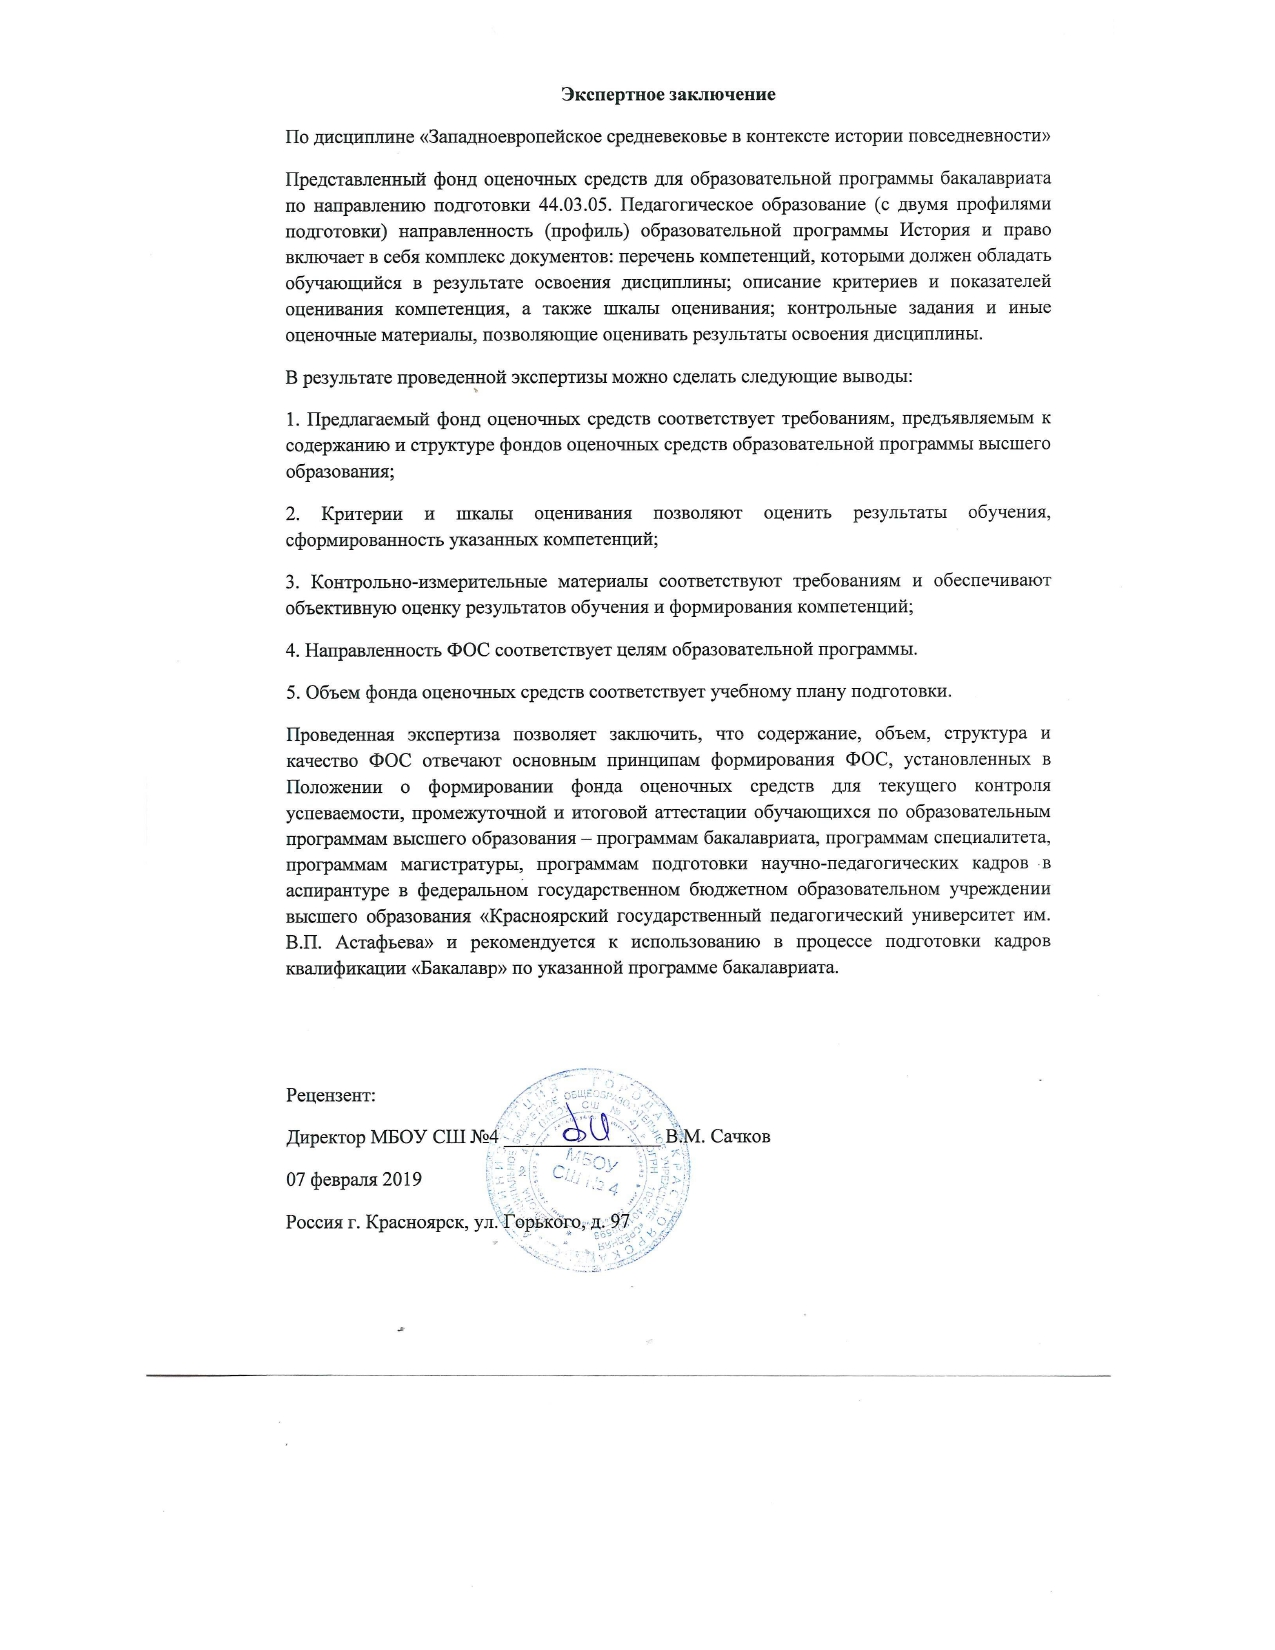 Экспертное заключение
По дисциплине «Западноевропейское средневековье в контексте истории повседневности»
Представленный фонд оценочных средств для образовательной программы бакалавриата
по направлению подготовки 44.03.05. Педагогическое образование (с двумя профилями
подготовки) направленность (профиль) образовательной программы История и право
включает в себя комплекс документов: перечень компетенций, которыми должен обладать
обучающийся в результате освоения дисциплины; описание критериев и показателей
оценивания компетенция, а также шкалы оценивания; контрольные задания и иные
оценочные материалы, позволяющие оценивать результаты освоения дисциплины.
В результате проведенной экспертизы можно сделать следующие выводы:
1. Предлагаемый фонд оценочных средств соответствует требованиям, предъявляемым к
содержанию и структуре фондов оценочных средств образовательной программы высшего
образования;
2. Критерии и шкалы оценивания позволяют оценить результаты обучения,
сформированность указанных компетенций;
3. Контрольно-измерительные материалы соответствуют требованиям и обеспечивают
объективную оценку результатов обучения и формирования компетенций;
4. Направленность ФОС соответствует целям образовательной программы.
5. Объем фонда оценочных средств соответствует учебному плану подготовки.
Проведенная экспертиза позволяет заключить, что содержание, объем, структура и
качество ФОС отвечают основным принципам формирования ФОС, установленных в
Положении о формировании фонда оценочных средств для текущего контроля
успеваемости, промежуточной и итоговой аттестации обучающихся по образовательным
программам высшего образования – программам бакалавриата, программам специалитета,
программам магистратуры, программам подготовки научно-педагогических кадров в
аспирантуре в федеральном государственном бюджетном образовательном учреждении
высшего образования «Красноярский государственный педагогический университет им.
В.П. Астафьева» и рекомендуется к использованию в процессе подготовки кадров
квалификации «Бакалавр» по указанной программе бакалавриата.
Рецензент:
Директор МБОУ СШ №4 ________________ В.М. Сачков
МБОУ
СШ №4
07 февраля 2019
Россия г. Красноярск, ул. Горького, д. 97